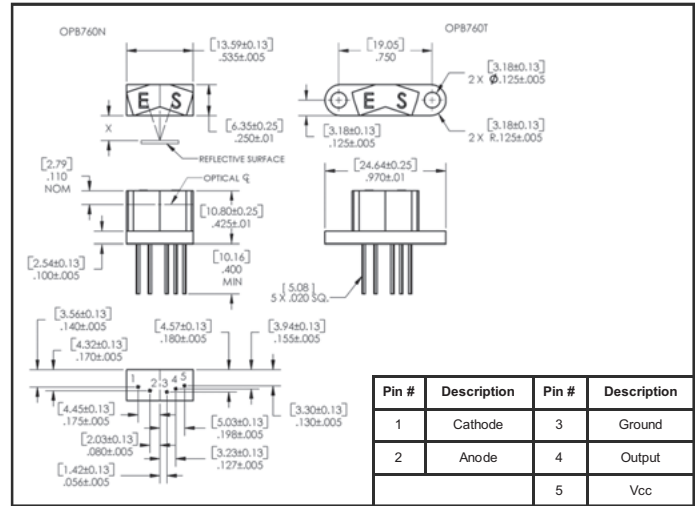 OPB760N
OPB760T
[13.59±0.13]
.535±.005
[19.05]
.750
[3.18±0.13]
2 X Ø.125±.005
E S
E S
X
[6.35±0.25]
.250±.01
[3.18±0.13]
.125±.005
[3.18±0.13]
2 X R.125±.005
REFLECTIVE SURFACE
[2.79]
.110
NOM
OPTICAL ℄
[24.64±0.25]
.970±.01
[10.80±0.25]
.425±.01
[2.54±0.13]
.100±.005
[10.16]
.400
MIN
[5.08]
5 X .020 SQ.
[3.56±0.13]
.140±.005
[4.57±0.13]
.180±.005
[3.94±0.13]
.155±.005
[4.32±0.13]
.170±.005
1 2 3 4 5
[4.45±0.13]
.175±.005
[5.03±0.13]
.198±.005
[3.30±0.13]
.130±.005
[2.03±0.13]
.080±.005
[3.23±0.13]
.127±.005
[1.42±0.13]
.056±.005
Pin # Description Pin # Description
1 Cathode 3 Ground
2 Anode 4 Output
5 Vcc